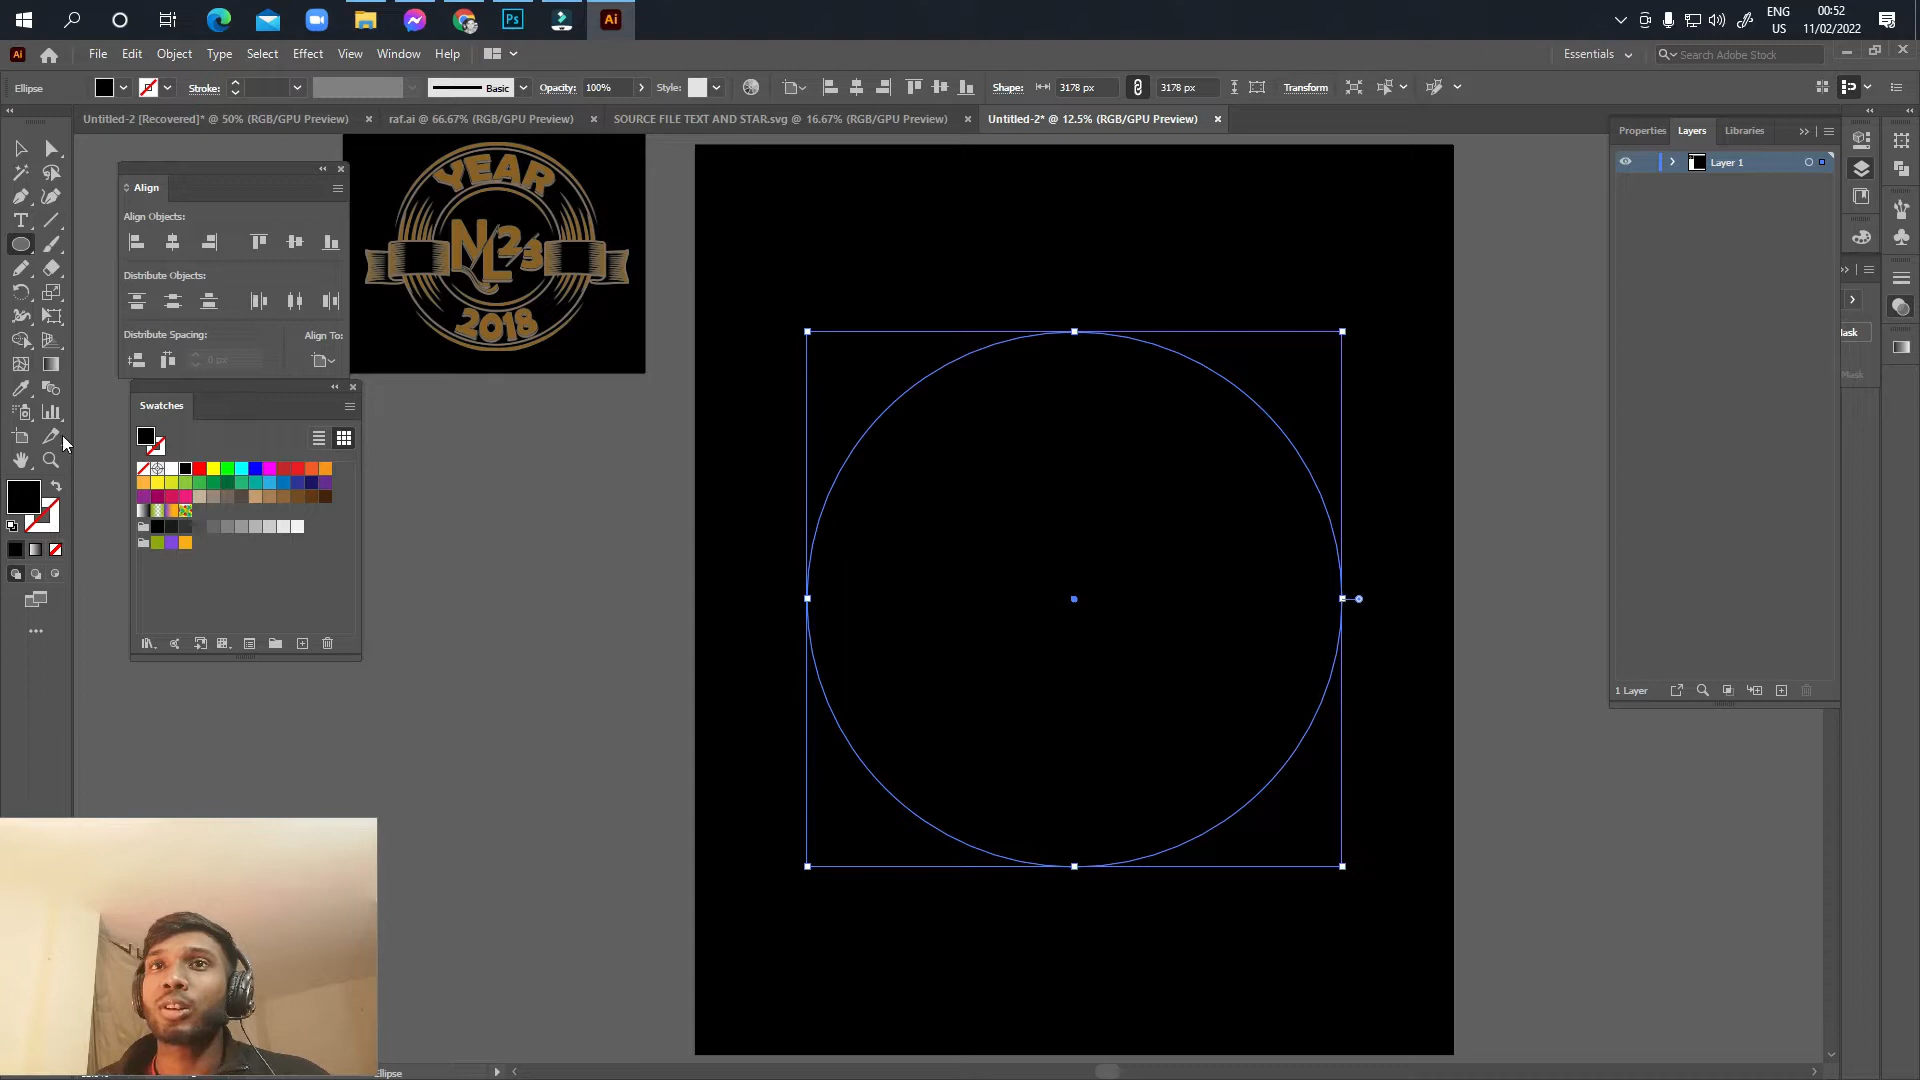 ENG
US
00:52
11/02/2022
Ps
Ai
Ai
File Edit Object Type Select Effect View Window Help
Essentials
Search Adobe Stock
Ellipse
Stroke:
Basic
Opacity: 100%
Style:
Shape: 3178 px
3178 px
Transform
Untitled-2 [Recovered]* @ 50% (RGB/GPU Preview)
raf.ai @ 66.67% (RGB/GPU Preview)
SOURCE FILE TEXT AND STAR.svg @ 16.67% (RGB/GPU Preview)
Untitled-2* @ 12.5% (RGB/GPU Preview)
Properties Layers Libraries
Layer 1
Align
Align Objects:
Distribute Objects:
Distribute Spacing:
Align To:
0 px
YEAR
NL23
2018
Swatches
Mask
Mask
1 Layer
Ellipse